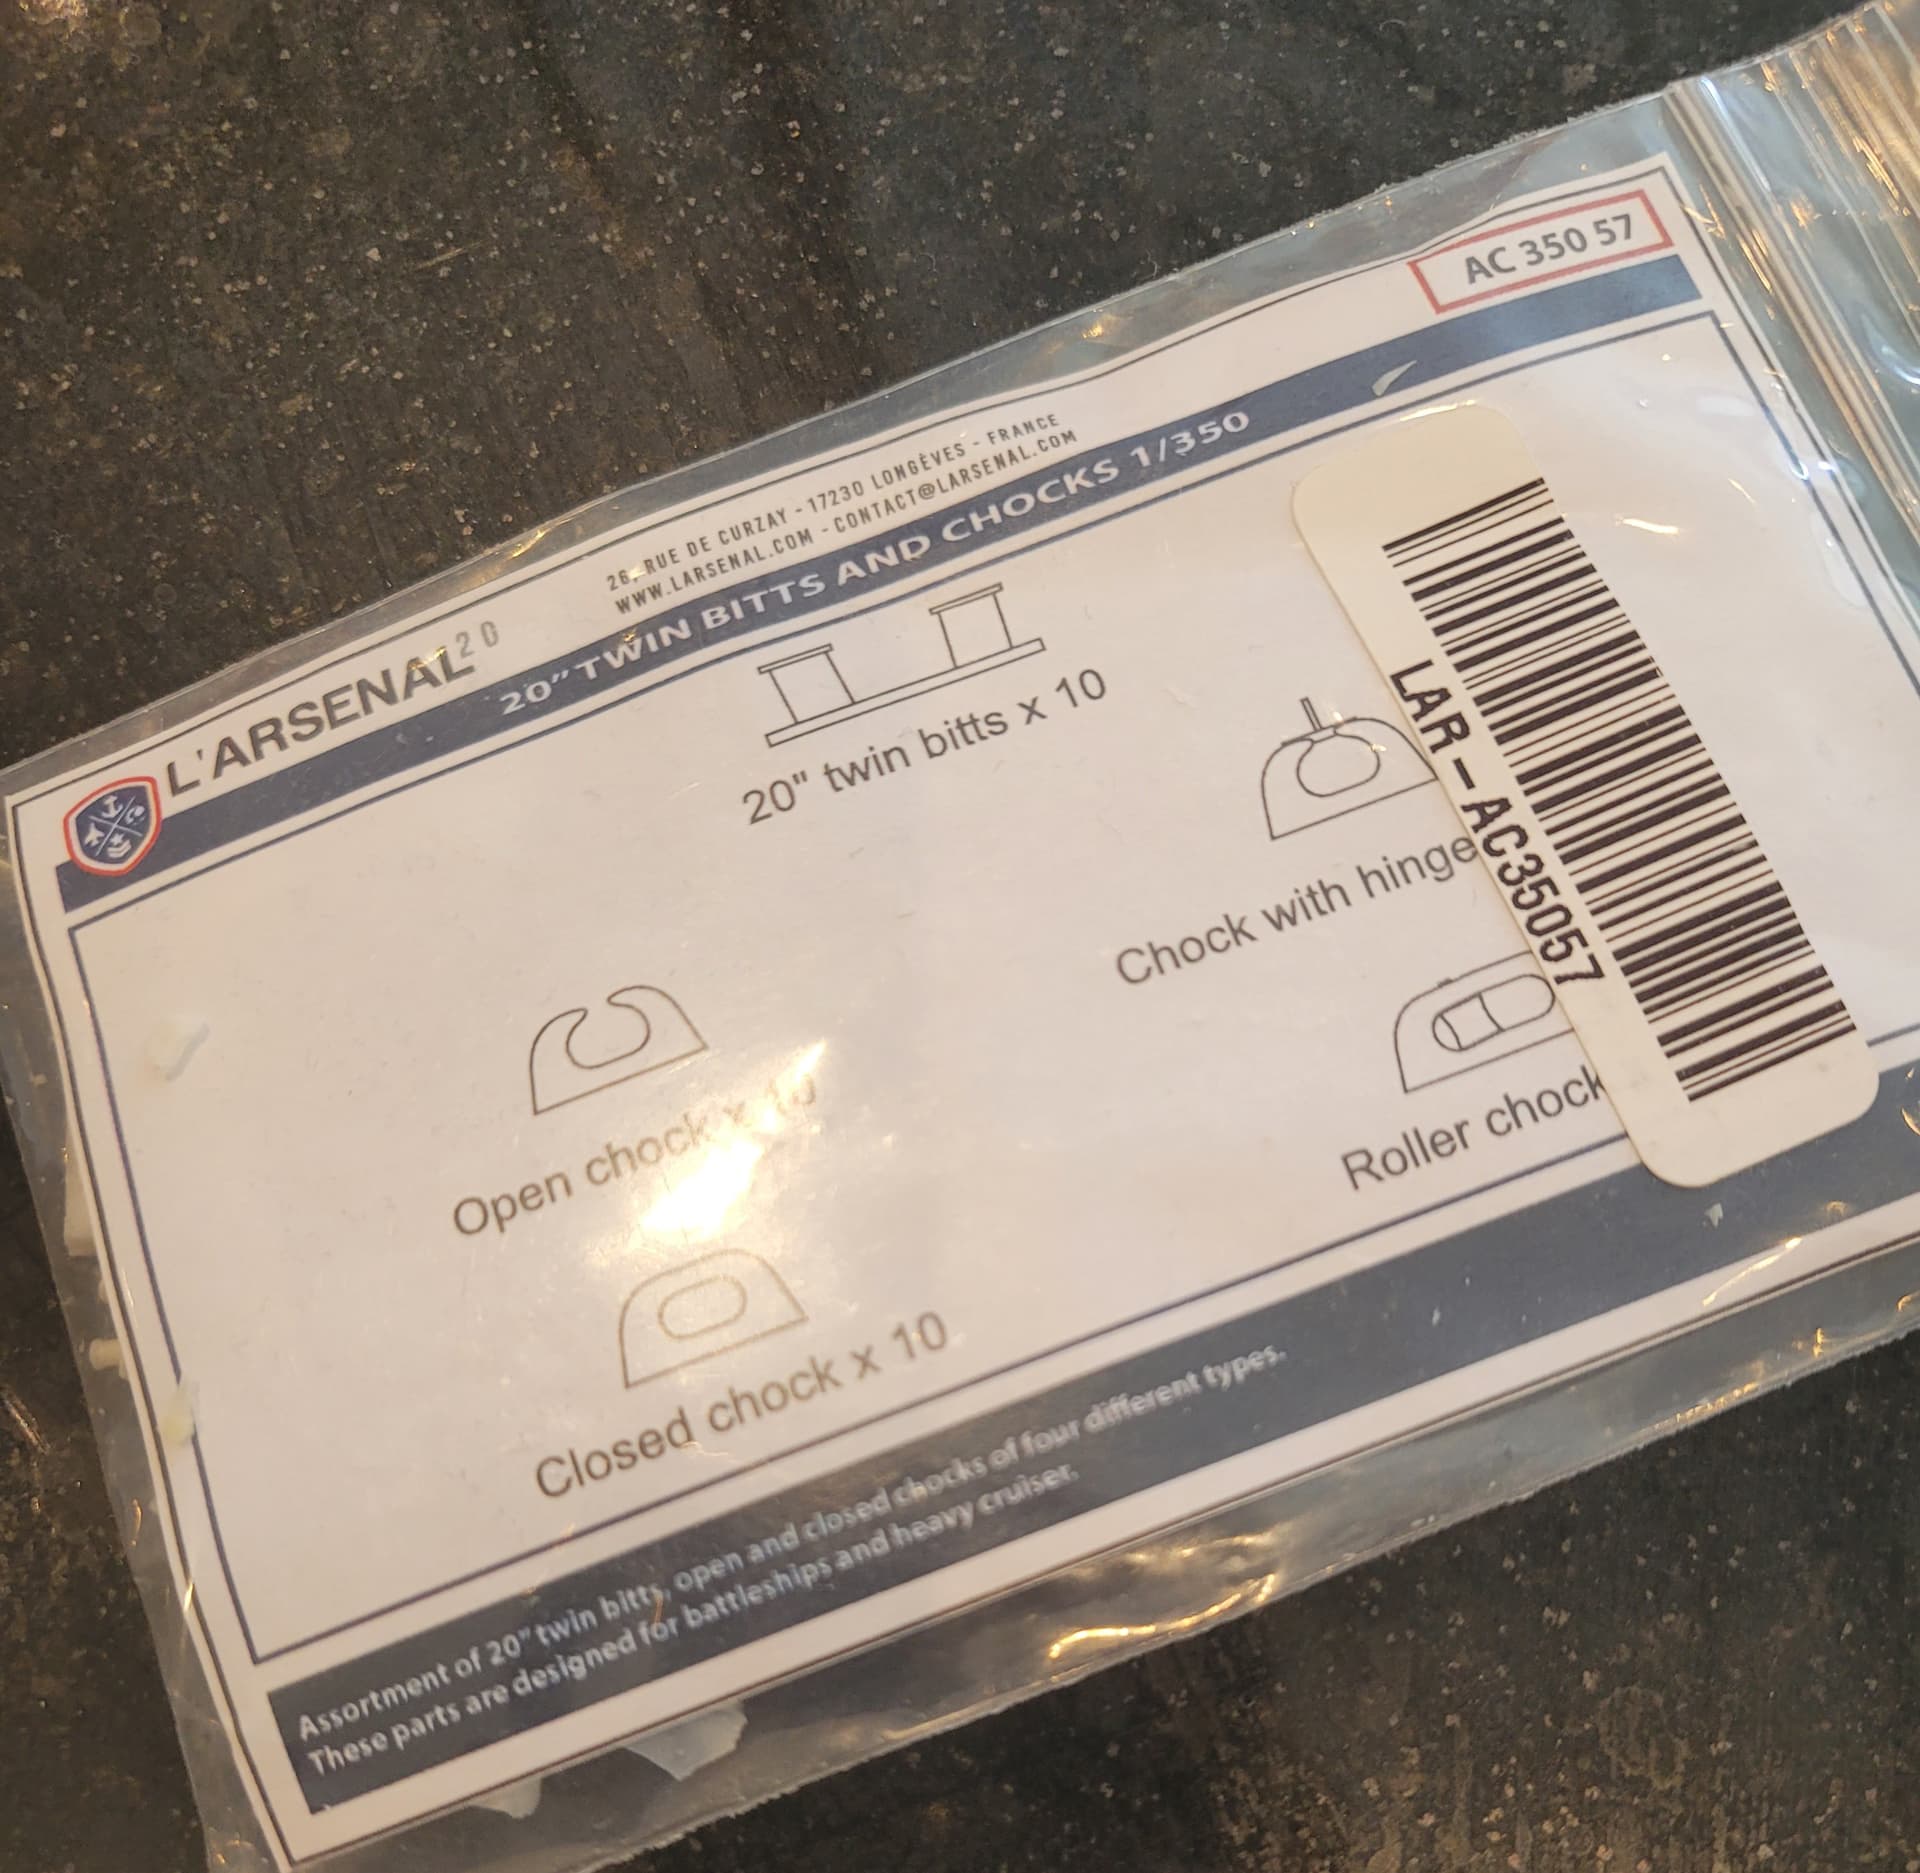 AC 350 57
L'ARSENAL 2 0
26, RUE DE CURZAY - 17230 LONGÈVES - FRANCE
WWW.LARSENAL.COM - CONTACT@LARSENAL.COM
20" TWIN BITTS AND CHOCKS 1/350
20" twin bitts x 10
Chock with hinge
Open chock x 10
Roller chock
Closed chock x 10
LAR-AC35057
Assortment of 20" twin bitts, open and closed chocks of four different types.
These parts are designed for battleships and heavy cruiser.